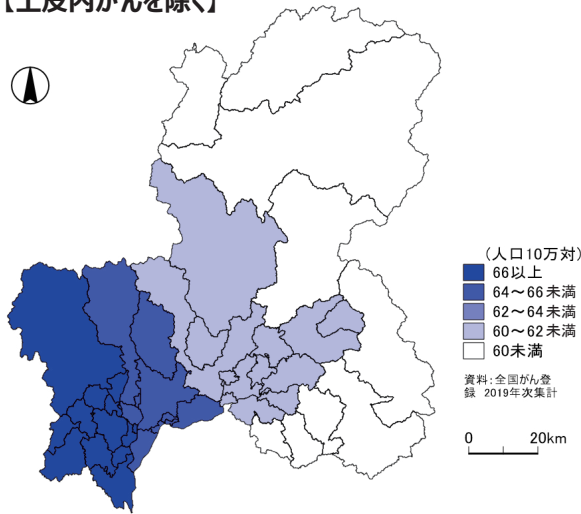 【上皮内がんを除く】
(人口10万対)
66以上
64～66未満
62～64未満
60～62未満
60未満
資料:全国がん登
録 2019年次集計
0 20km